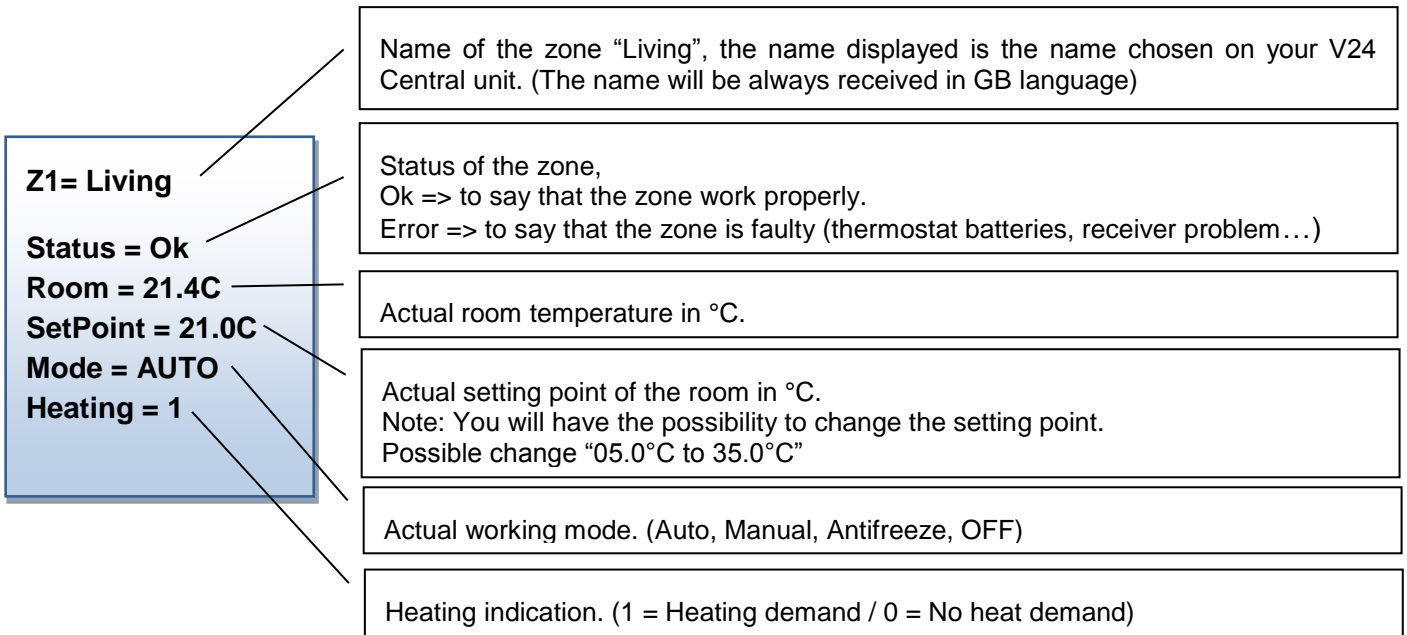 Name of the zone “Living”, the name displayed is the name chosen on your V24
Central unit. (The name will be always received in GB language)
Z1= Living
Status = Ok
Room = 21.4C
SetPoint = 21.0C
Mode = AUTO
Heating = 1
Status of the zone,
Ok => to say that the zone work properly.
Error => to say that the zone is faulty (thermostat batteries, receiver problem…)
Actual room temperature in °C.
Actual setting point of the room in °C.
Note: You will have the possibility to change the setting point.
Possible change “05.0°C to 35.0°C”
Actual working mode. (Auto, Manual, Antifreeze, OFF)
Heating indication. (1 = Heating demand / 0 = No heat demand)